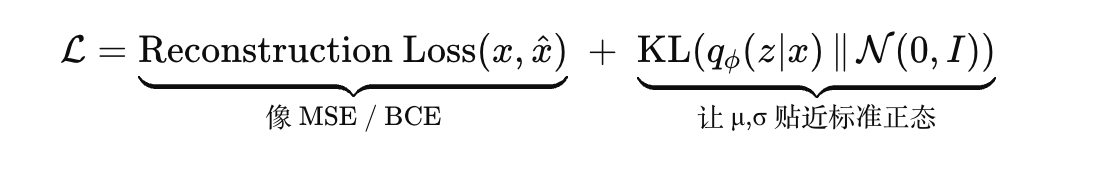 ℒ = Reconstruction Loss(x, x̂) + KL(q_ϕ(z|x) ∥ 𝒩(0, I))
像 MSE / BCE 让 μ,σ 贴近标准正态